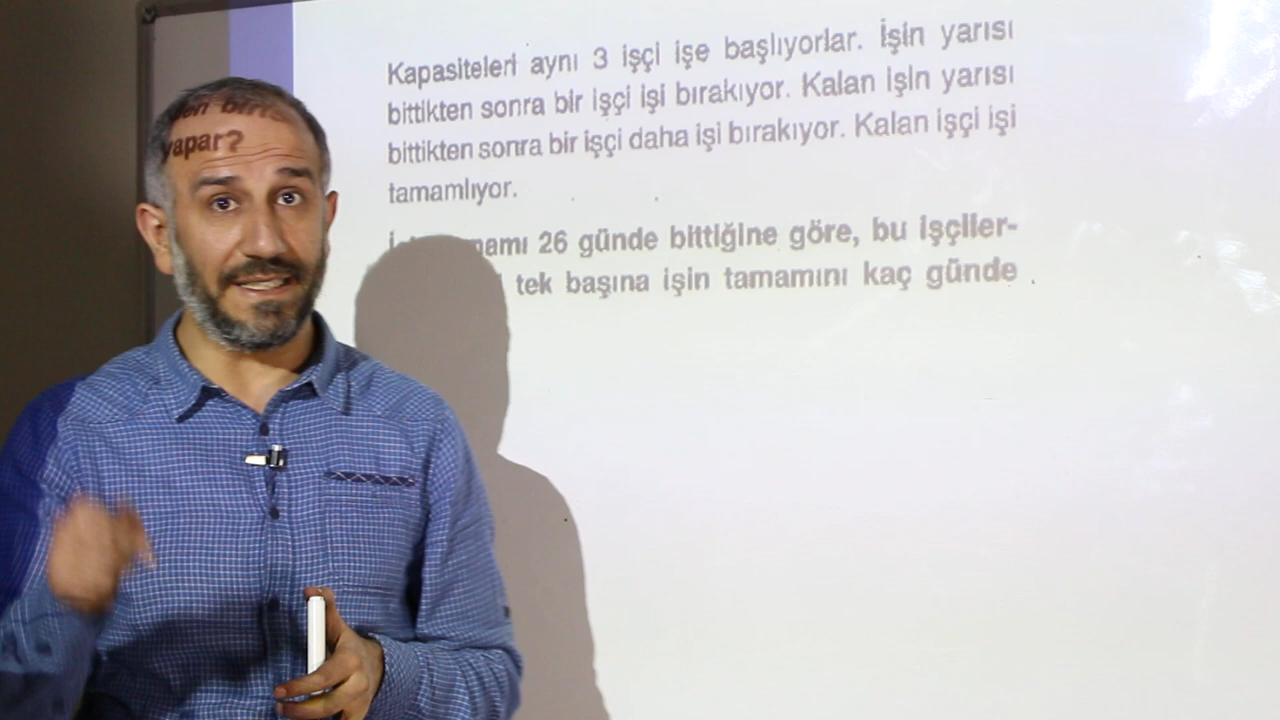 Kapasiteleri aynı 3 işçi işe başlıyorlar. İşin yarısı
bittikten sonra bir işçi işi bırakıyor. Kalan işin yarısı
bittikten sonra bir işçi daha işi bırakıyor. Kalan işçi işi
tamamlıyor.
26 günde bittiğine göre, bu işçiler-
tek başına işin tamamını kaç günde
yapar?